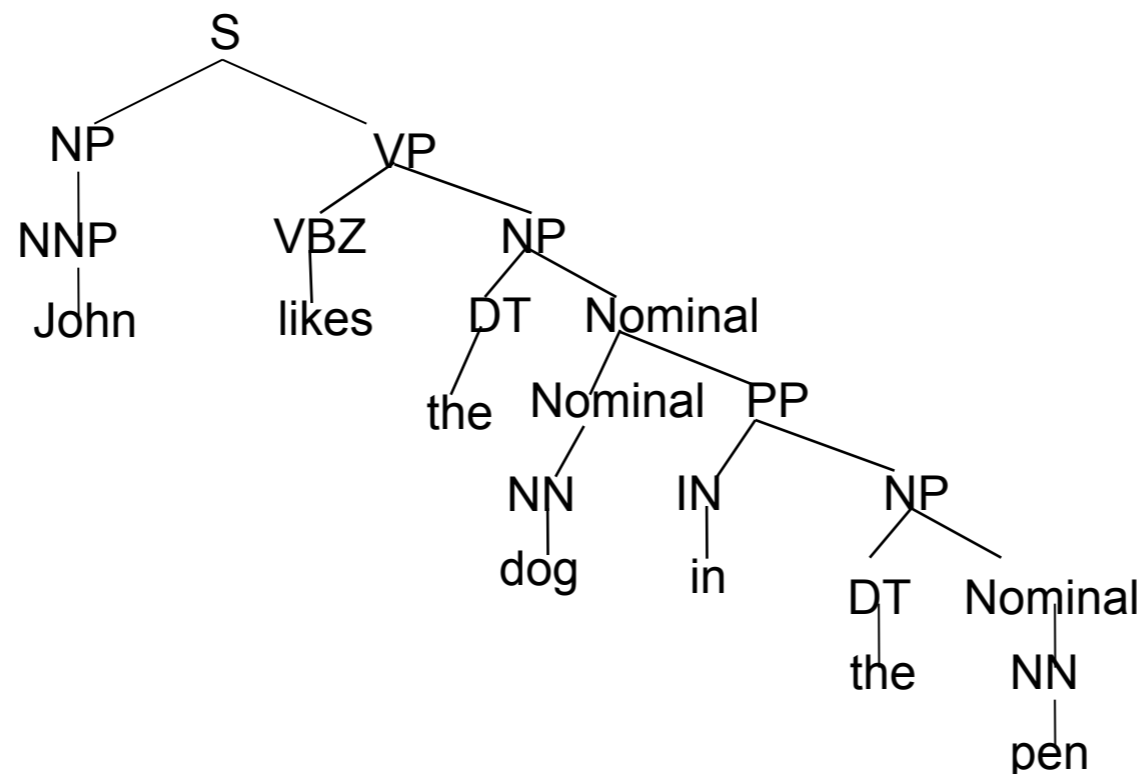 S
NP VP
NNP VBZ NP
John likes DT Nominal
the Nominal PP
NN IN NP
dog in
DT Nominal
the NN
pen